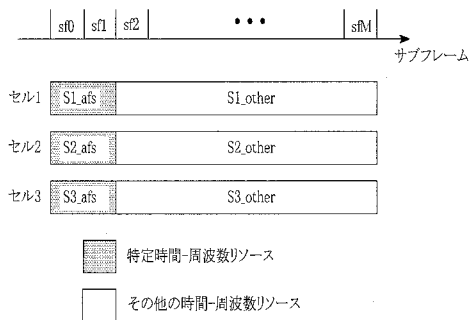 sf0 sf1 sf2 ••• sfM
サブフレーム
セル1 S1_afs S1_other
セル2 S2_afs S2_other
セル3 S3_afs S3_other
特定時間-周波数リソース
その他の時間-周波数リソース